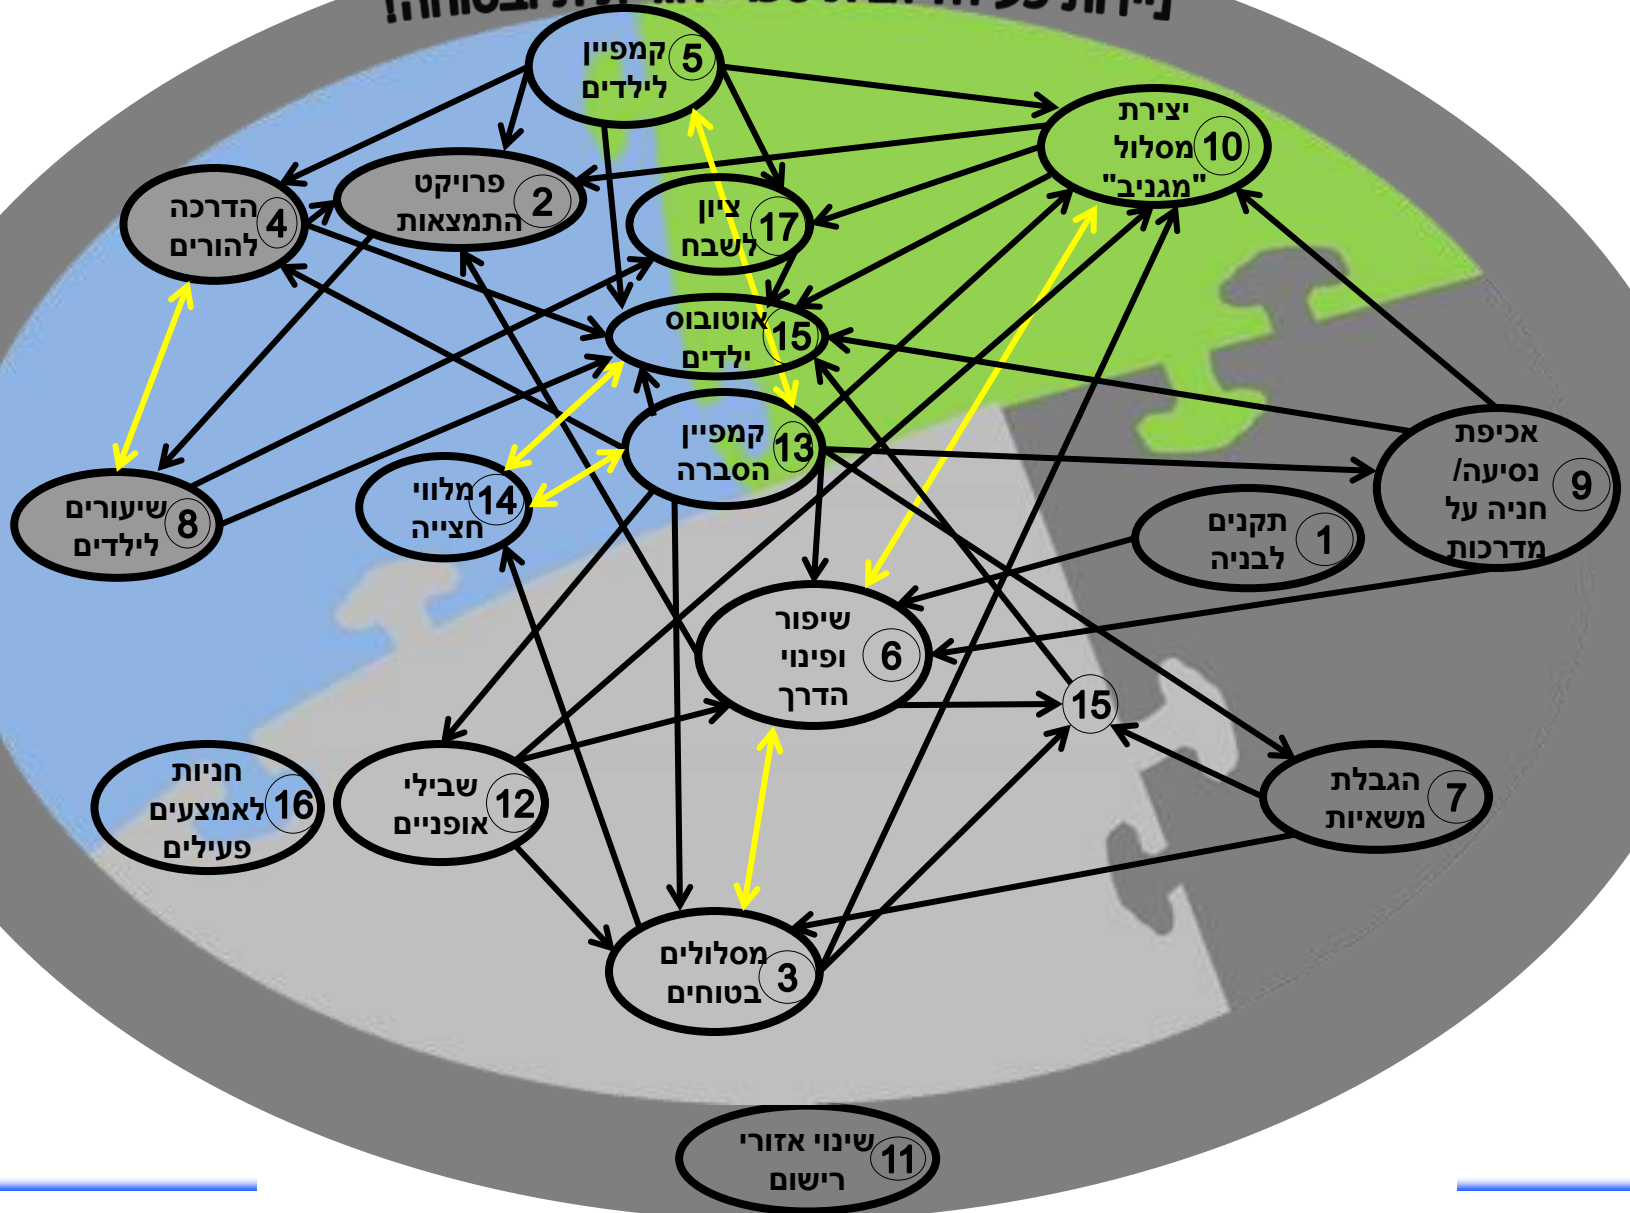 קמפיין
לילדים
5
יצירת
מסלול
"מגניב"
10
פרויקט
התמצאות
2
הדרכה
להורים
4
ציון
לשבח
17
אוטובוס
ילדים
15
קמפיין
הסברה
13
אכיפת
נסיעה/
חניה על
מדרכות
9
מלווי
חצייה
14
שיעורים
לילדים
8
תקנים
לבניה
1
שיפור
ופינוי
הדרך
6
15
חניות
לאמצעים
פעילים
16
שבילי
אופניים
12
הגבלת
משאיות
7
מסלולים
בטוחים
3
שינוי אזורי
רישום
11